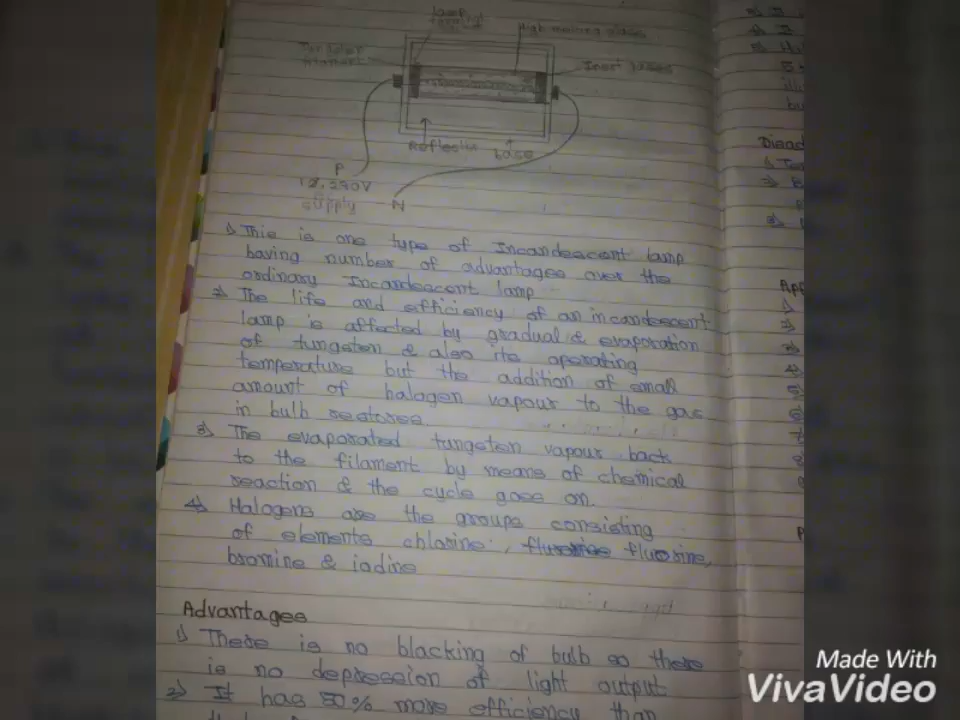 lamp
High melting glass
filament
Inert gases
Reflector
base
P
230V
supply
N
1) This is one type of Incandescent lamp
having number of advantages over the
ordinary Incandescent lamp
2) The life and efficiency of an incandescent
lamp is affected by gradual & evaporation
of tungsten & also its operating
temperature but the addition of small
amount of halogen vapour to the gas
in bulb restores.
3) The evaporated tungsten vapour back
to the filament by means of chemical
reaction & the cycle goes on.
4) Halogens are the groups consisting
of elements chlorine, fluorine,
bromine & iodine
Advantages
1) There is no blacking of bulb so there
is no depression of light output
2) It has 50% more efficiency than
Made With
VivaVideo